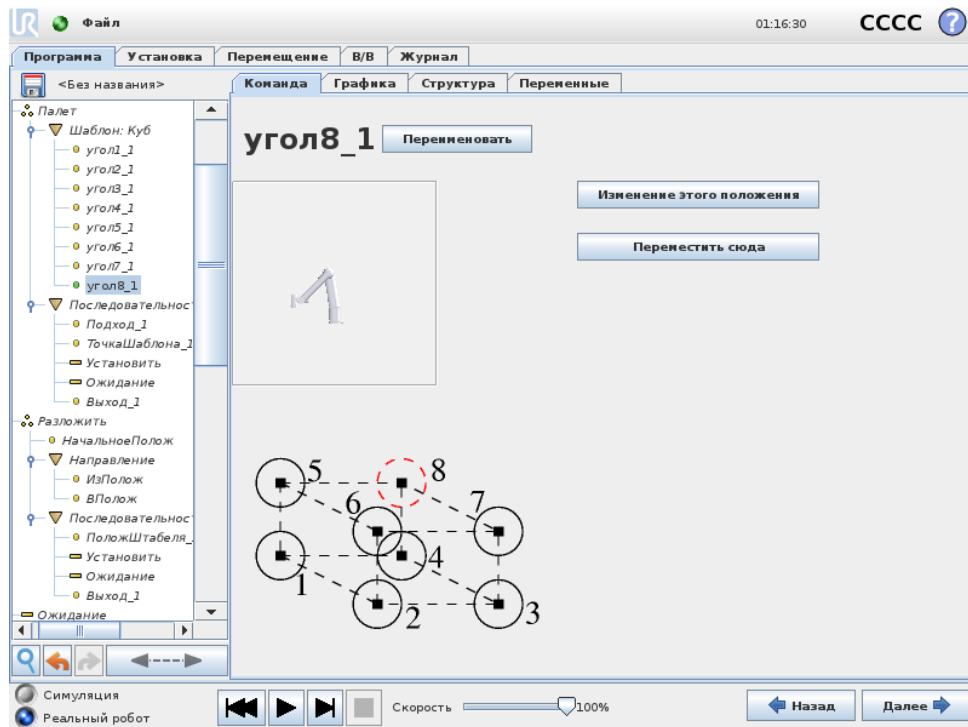 UR Файл 01:16:30 CCCC ?
Программа Установка Перемещение В/В Журнал
<Без названия> Команда Графика Структура Переменные
Палет
Шаблон: Куб
угол1_1
угол2_1
угол3_1
угол4_1
угол5_1
угол6_1
угол7_1
угол8_1
Последовательнос
Подход_1
ТочкаШаблона_1
Установить
Ожидание
Выход_1
Разложить
НачальноеПолож
Направление
ИзПолож
ВПолож
Последовательнос
ПоложШтабеля_
Установить
Ожидание
Выход_1
Ожидание
угол8_1 Переименовать
Изменение этого положения
Переместить сюда
5 8
6 7
1 4
2 3
Симуляция
Реальный робот
Скорость 100%
Назад Далее